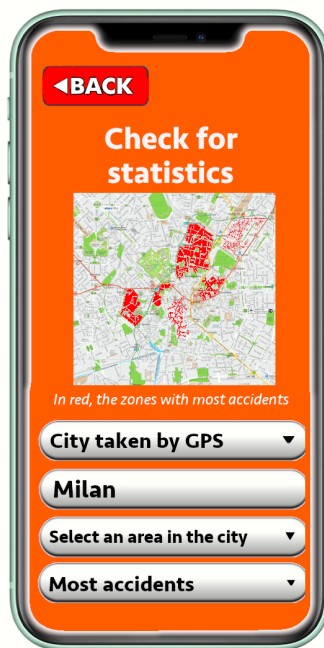 ◄BACK
Check for
statistics
In red, the zones with most accidents
City taken by GPS
Milan
Select an area in the city
Most accidents